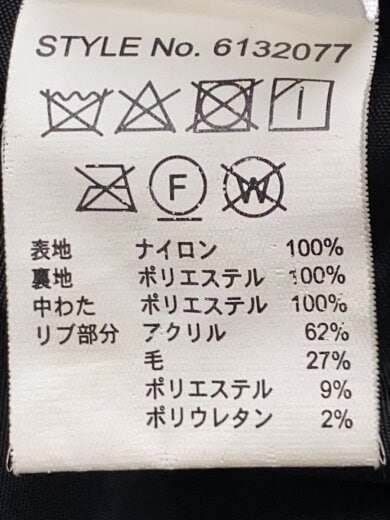 STYLE No. 6132077
F W
表地 ナイロン 100%
裏地 ポリエステル 100%
中わた ポリエステル 100%
リブ部分 アクリル 62%
毛 27%
ポリエステル 9%
ポリウレタン 2%